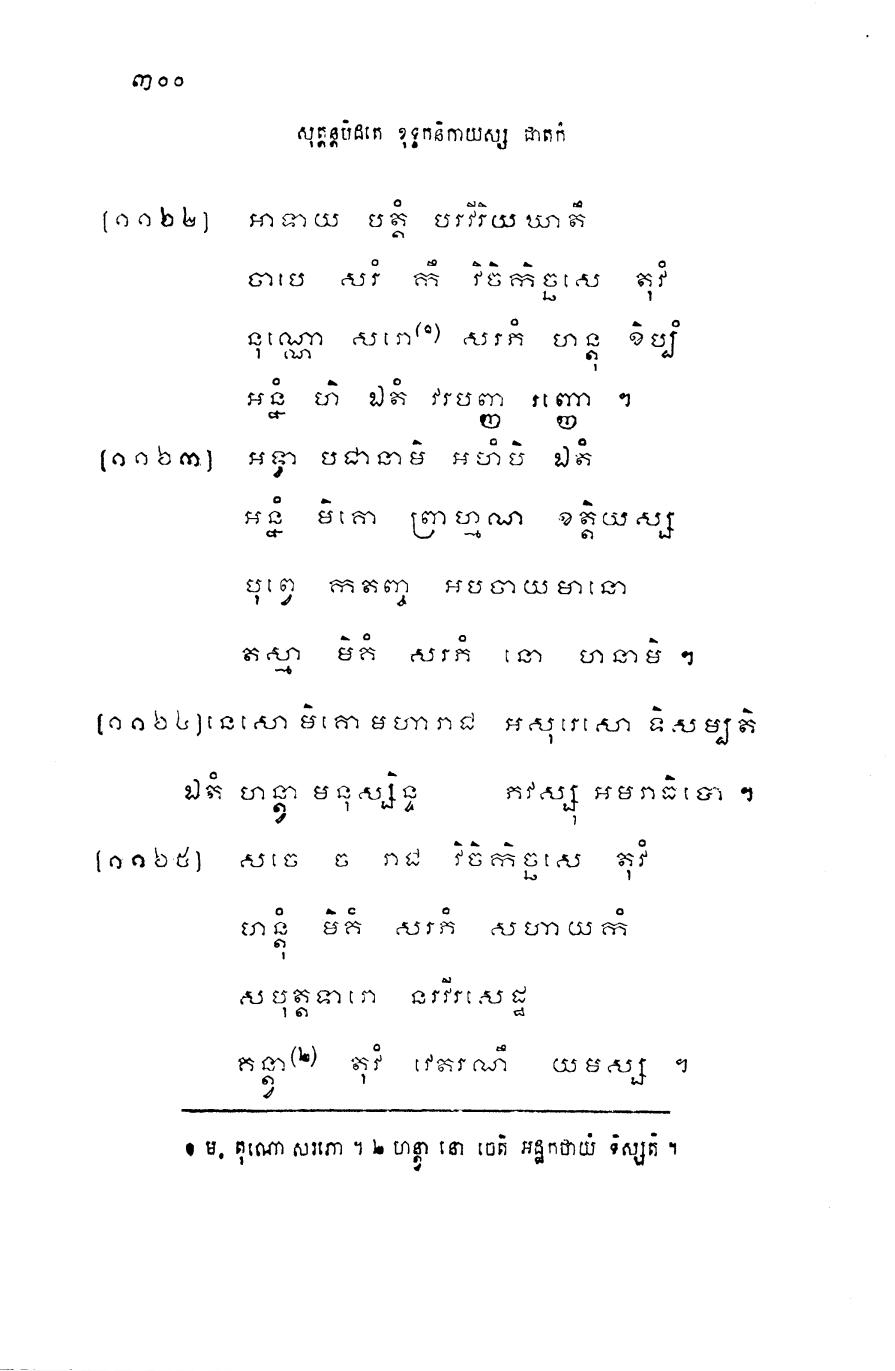 ៣០០
សុត្តន្តបិដកេ ខុទ្ទកនិកាយស្ស ជាតកំ
[១១៦២] អាទាយ បត្តំ បរវីរិយឃាតឹ
ចាបេ សរំ កឹ វិចិកិច្ឆសេ តុវំ
នុណ្ណោ សរោ(១) សរភំ ហន្តុ ខិប្បំ
អន្នំ ហិ ឯតំ វរបញ្ញ រញ្ញោ ។
[១១៦៣] អទ្ធា បជានាមិ អហំបិ ឯតំ
អន្នំ មិគោ ព្រាហ្មណ ខត្តិយស្ស
បុព្វេ កតញ្ច អបចាយមានោ
តស្មា មិគំ សរភំ នោ ហនាមិ ។
[១១៦៤] នេសោ មិគោ មហារាជ អសុរេសោ ទិសម្បតិ
ឯតំ ហន្ត្វា មនុស្សិន្ទ ភវស្សុ អមរាធិបោ ។
[១១៦៥] សចេ ច រាជ វិចិកិច្ឆសេ តុវំ
ហន្តុំ មិគំ សរភំ សហាយកំ
សបុត្តទារោ នរវីរសេដ្ឋ
គន្ត្វា(២) តុវំ វេតរណឹ យមស្ស ។
១ ម. តុណោ សរភោ ។ ២ ហន្ត្វា នោ ចេតិ អដ្ឋកថាយំ ទិស្សតិ ។